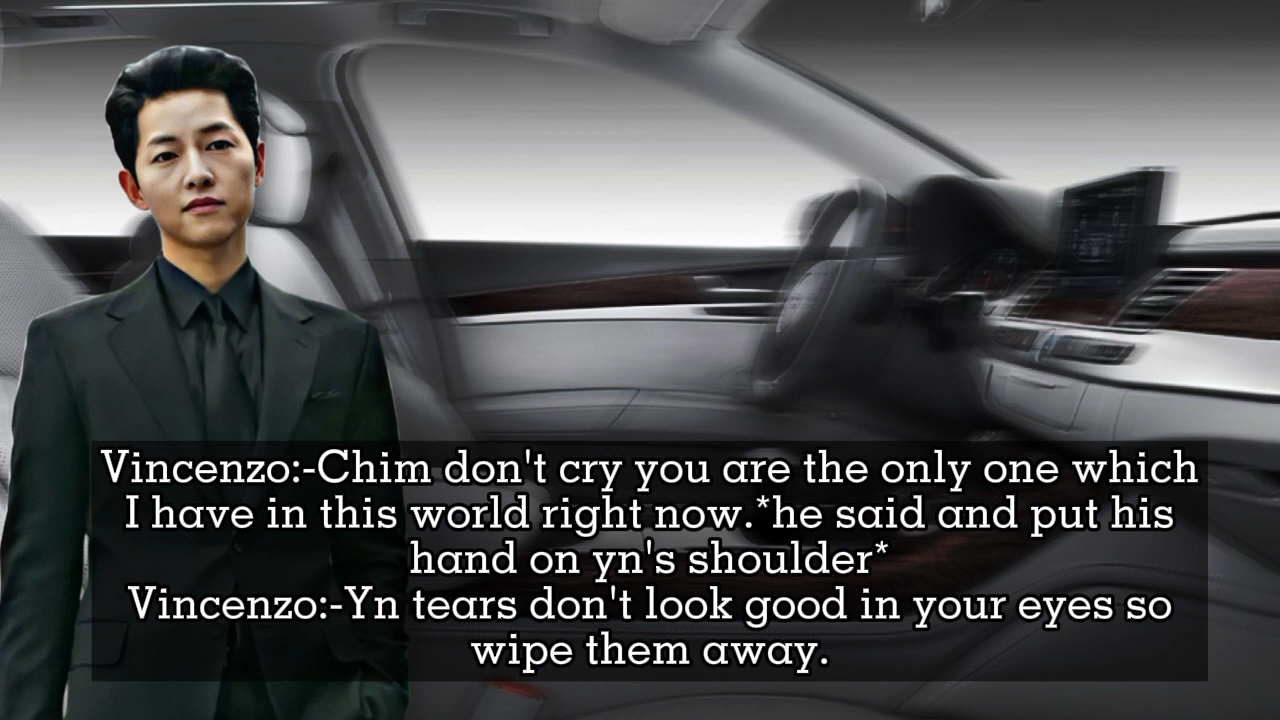 Vincenzo:-Chim don't cry you are the only one which
I have in this world right now.*he said and put his
hand on yn's shoulder*
Vincenzo:-Yn tears don't look good in your eyes so
wipe them away.